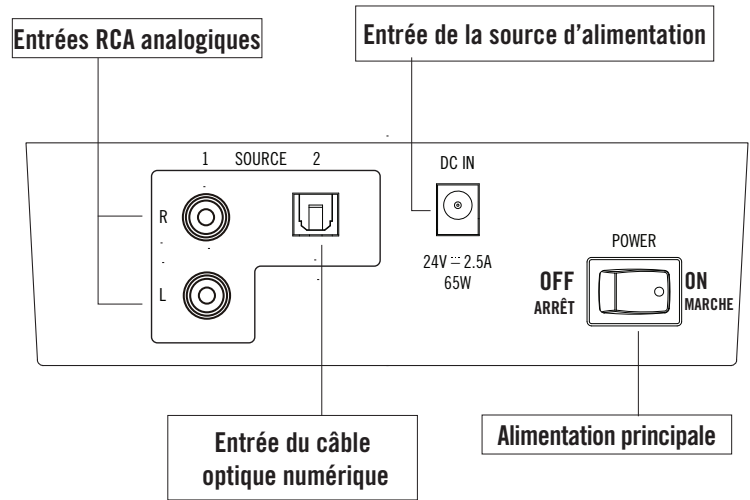 Entrées RCA analogiques
Entrée de la source d’alimentation
1 SOURCE 2
DC IN
R
L
24V ⎓ 2.5A
65W
POWER
OFF
ARRÊT
ON
MARCHE
Entrée du câble
optique numérique
Alimentation principale